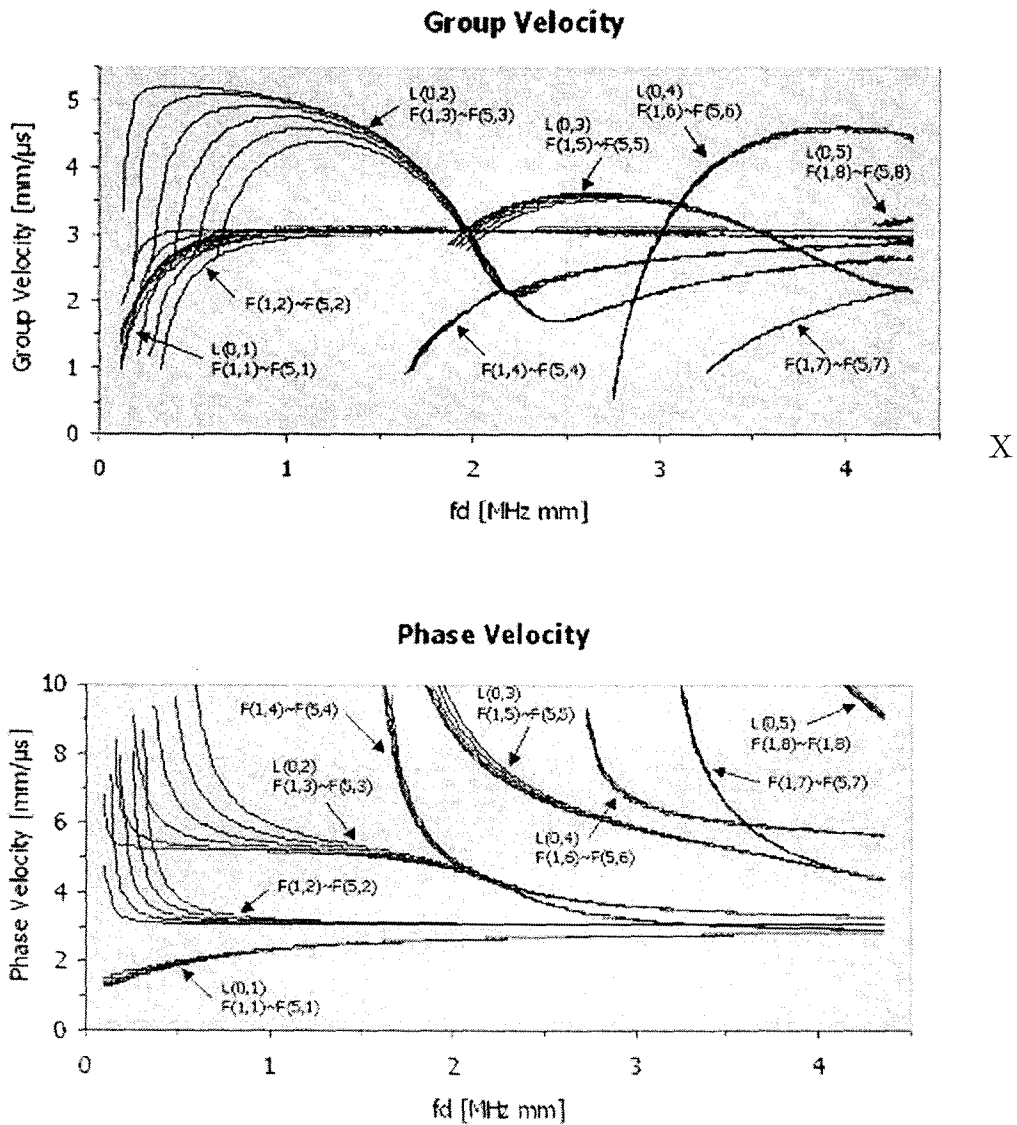 Group Velocity
Group Velocity [mm/µs]
5
4
3
2
1
0
L(0,2)
F(1,3)~F(5,3)
L(0,4)
F(1,6)~F(5,6)
L(0,3)
F(1,5)~F(5,5)
L(0,5)
F(1,8)~F(5,8)
F(1,2)~F(5,2)
L(0,1)
F(1,1)~F(5,1)
F(1,4)~F(5,4)
F(1,7)~F(5,7)
0 1 2 3 4
X
fd [MHz mm]
Phase Velocity
Phase Velocity [mm/µs]
10
8
6
4
2
0
F(1,4)~F(5,4)
L(0,3)
F(1,5)~F(5,5)
L(0,5)
F(1,8)~F(1,8)
L(0,2)
F(1,3)~F(5,3)
F(1,7)~F(5,7)
L(0,4)
F(1,6)~F(5,6)
F(1,2)~F(5,2)
L(0,1)
F(1,1)~F(5,1)
0 1 2 3 4
fd [MHz mm]